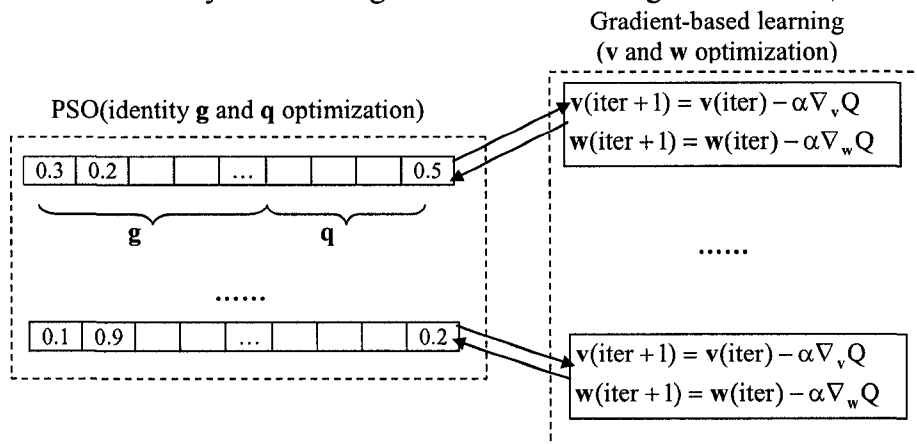 Gradient-based learning
(v and w optimization)
PSO(identity g and q optimization)
v(iter + 1) = v(iter) − α∇vQ
w(iter + 1) = w(iter) − α∇wQ
0.3 0.2 ... 0.5
g q
......
......
0.1 0.9 ... 0.2
v(iter + 1) = v(iter) − α∇vQ
w(iter + 1) = w(iter) − α∇wQ